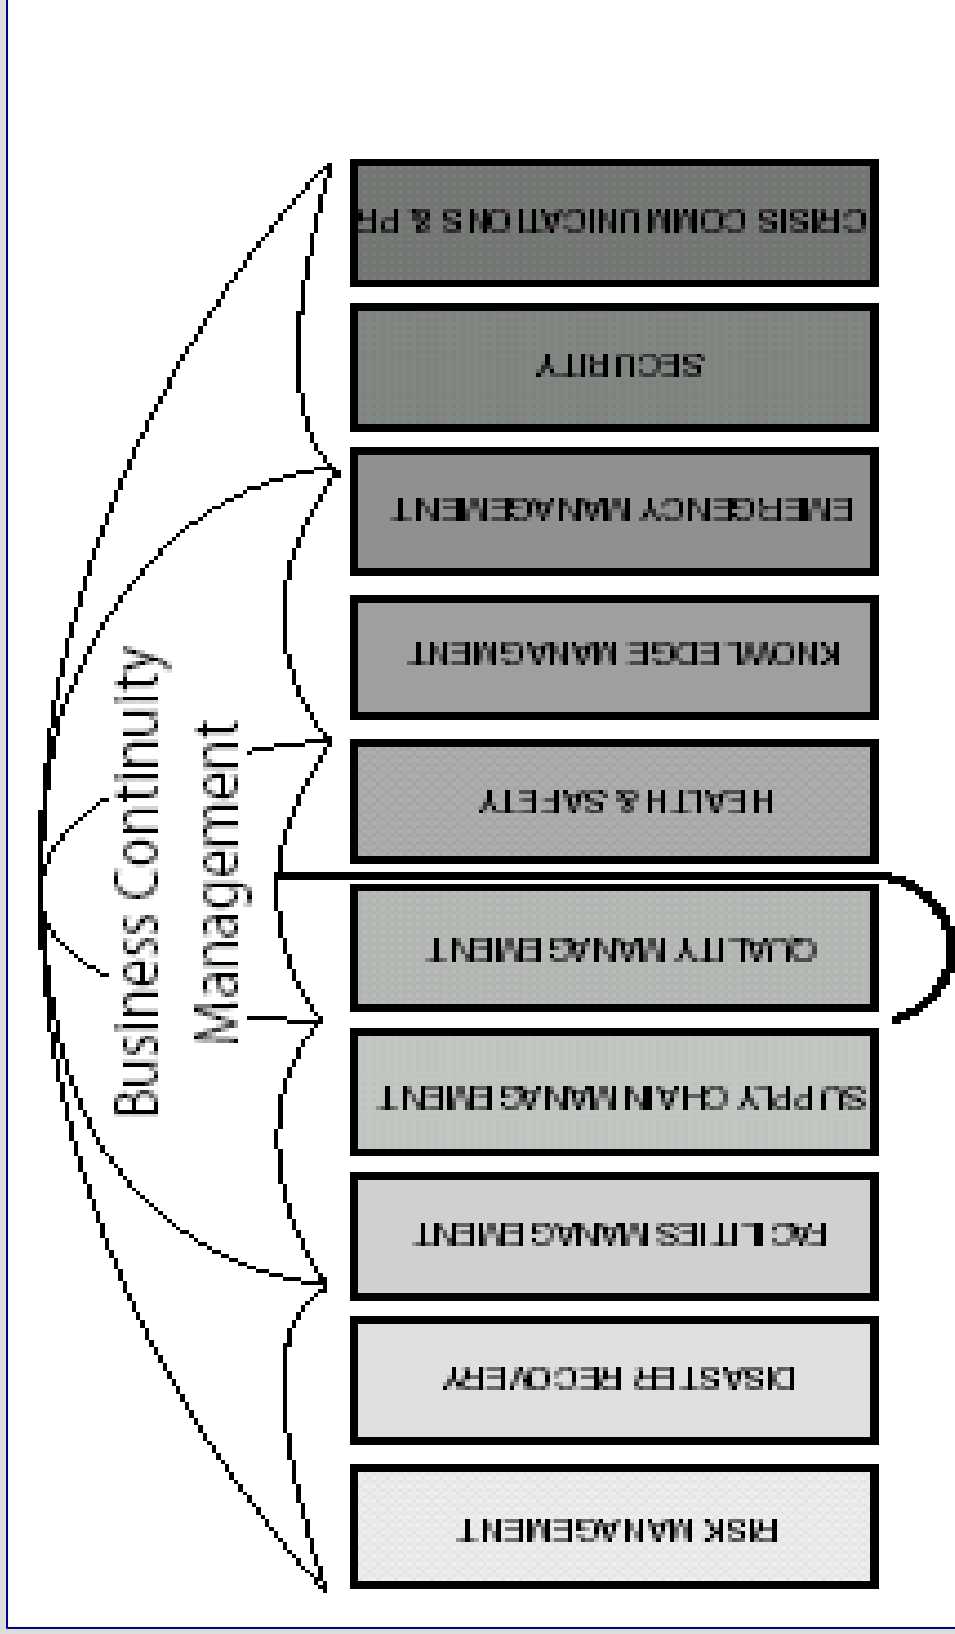 Business Continuity
Management
RISK MANAGEMENT
DISASTER RECOVERY
FACILITIES MANAGEMENT
SUPPLY CHAIN MANAGEMENT
QUALITY MANAGEMENT
HEALTH & SAFETY
KNOWLEDGE MANAGMENT
EMERGENCY MANAGEMENT
SECURITY
CRISIS COMMUNICATIONS & PR